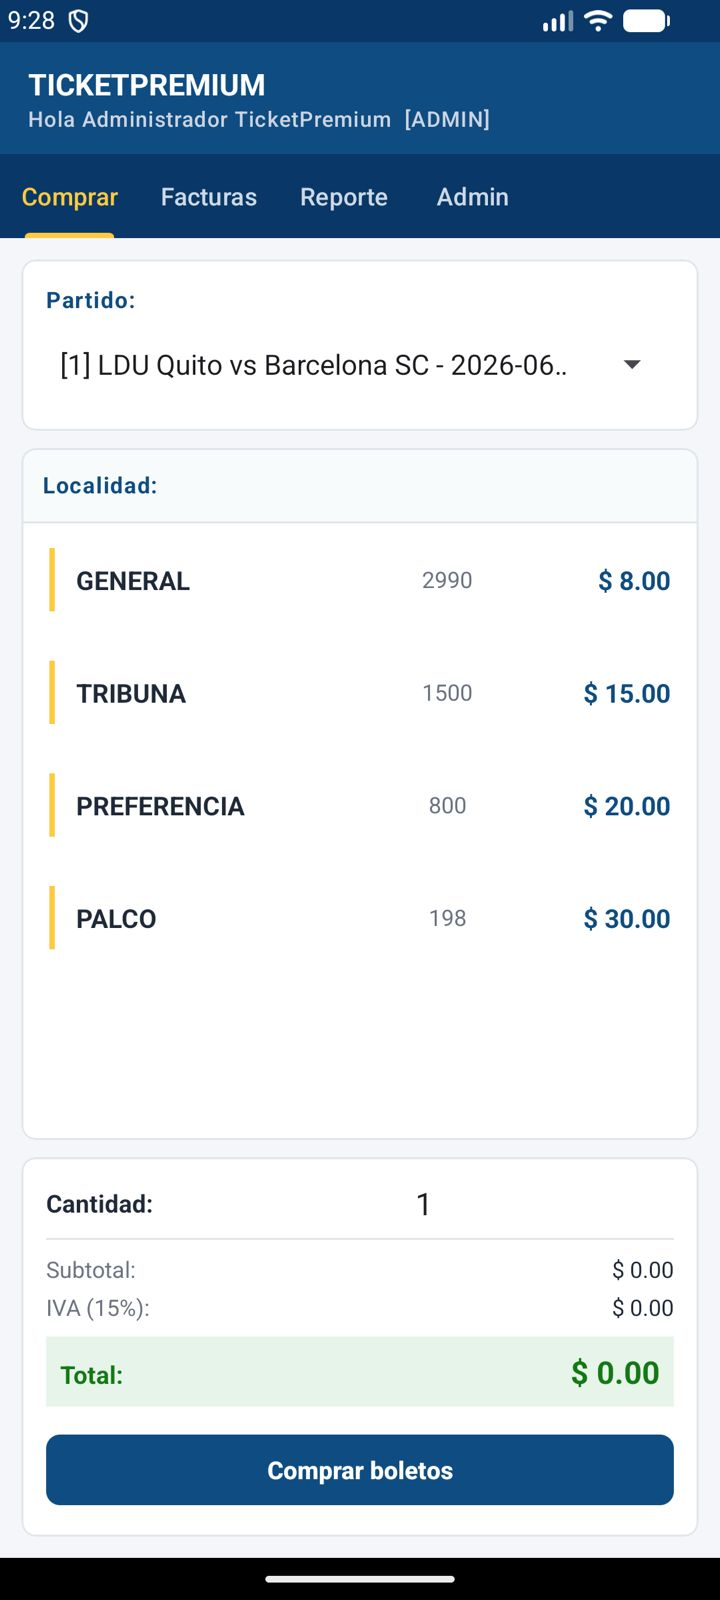 9:28
TICKETPREMIUM
Hola Administrador TicketPremium [ADMIN]
Comprar Facturas Reporte Admin
Partido:
[1] LDU Quito vs Barcelona SC - 2026-06..
Localidad:
GENERAL 2990 $ 8.00
TRIBUNA 1500 $ 15.00
PREFERENCIA 800 $ 20.00
PALCO 198 $ 30.00
Cantidad: 1
Subtotal: $ 0.00
IVA (15%): $ 0.00
Total: $ 0.00
Comprar boletos